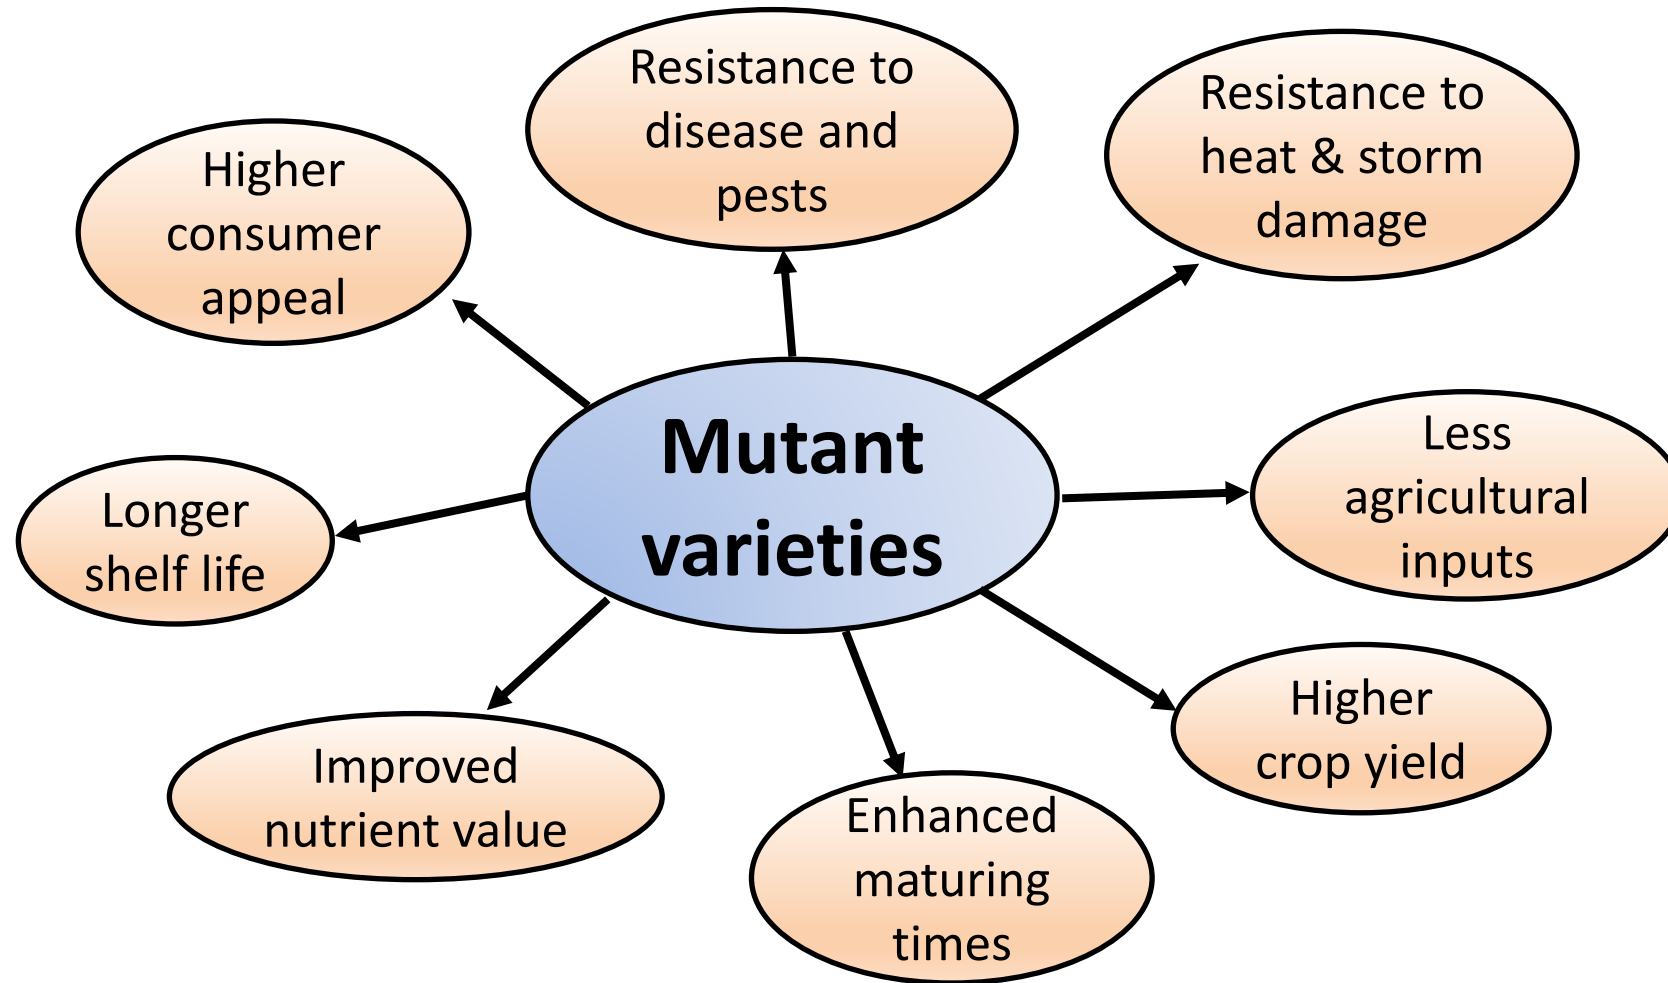 Resistance to
disease and
pests
Resistance to
heat & storm
damage
Higher
consumer
appeal
Mutant
varieties
Less
agricultural
inputs
Longer
shelf life
Higher
crop yield
Improved
nutrient value
Enhanced
maturing
times